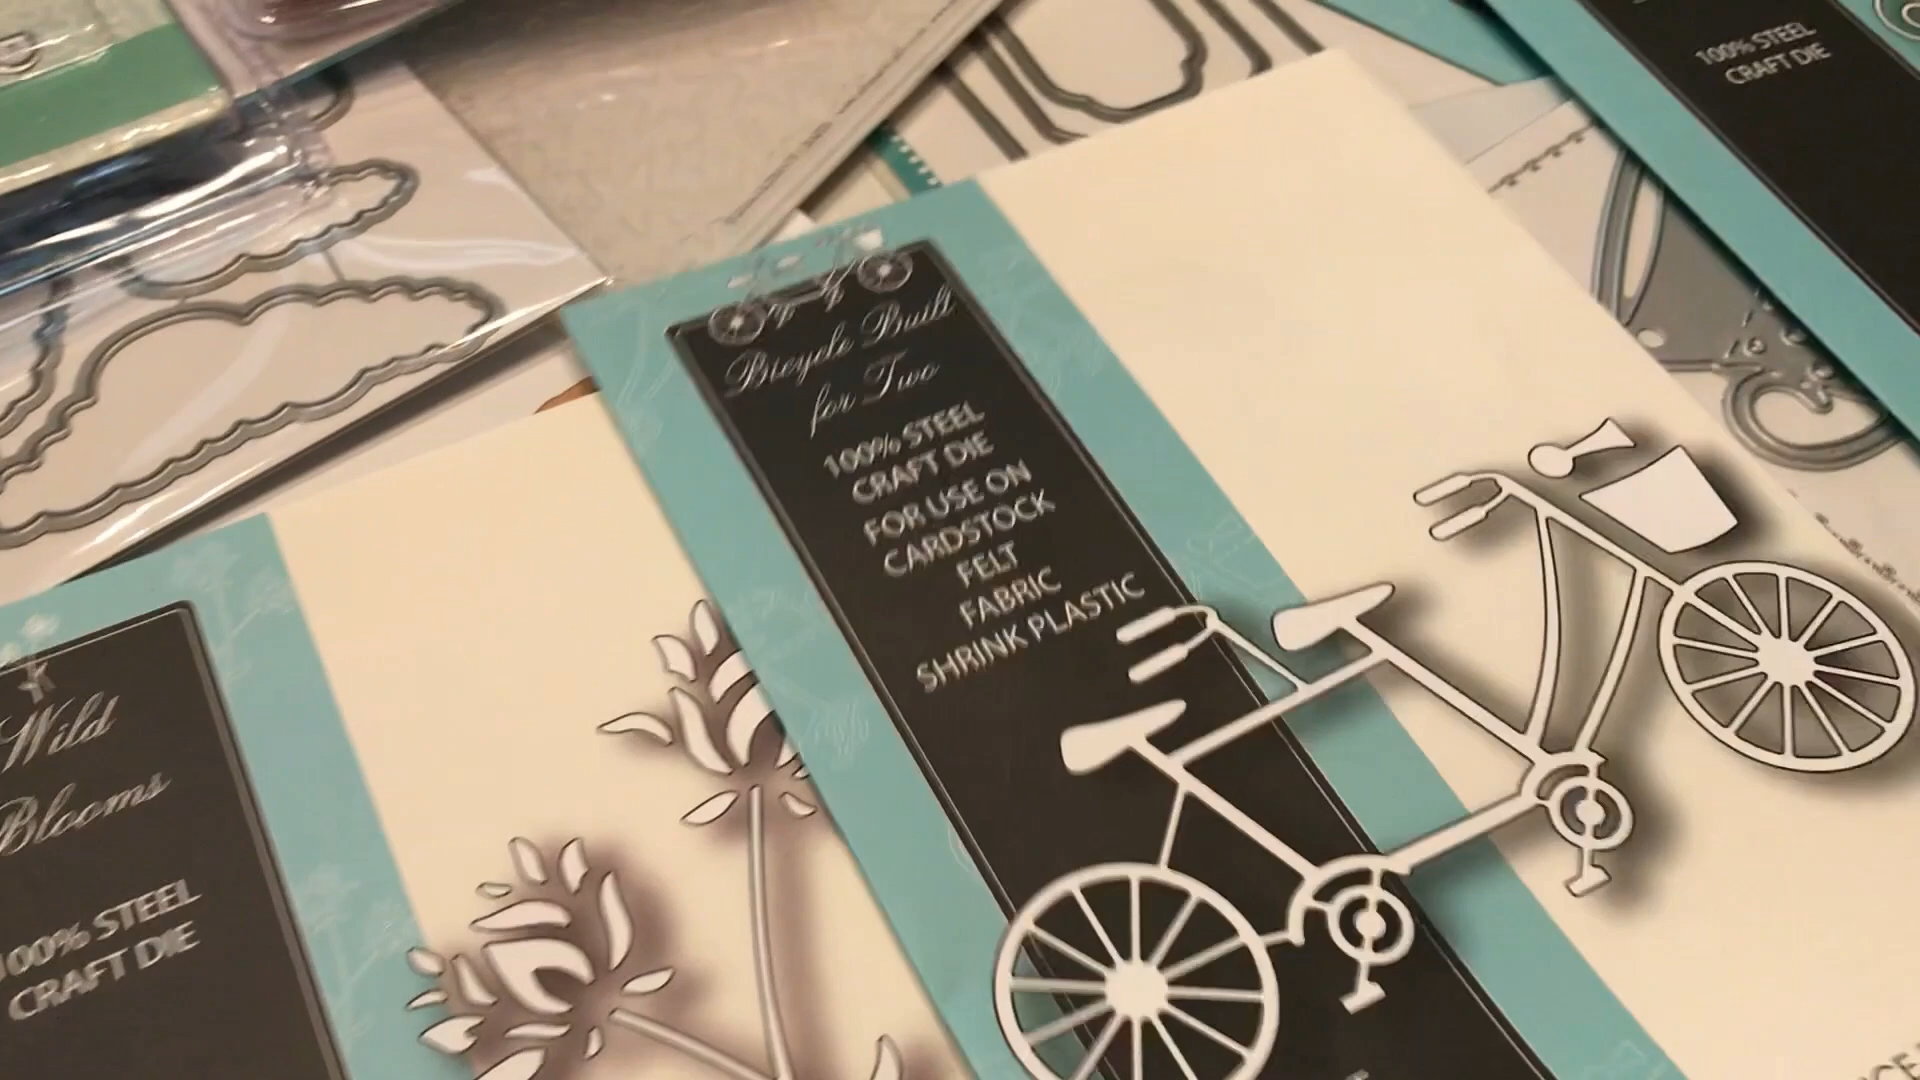 Bicycle Built
for Two
100% STEEL
CRAFT DIE
FOR USE ON
CARDSTOCK
FELT
FABRIC
SHRINK PLASTIC
Wild
Blooms
100% STEEL
CRAFT DIE
100% STEEL
CRAFT DIE